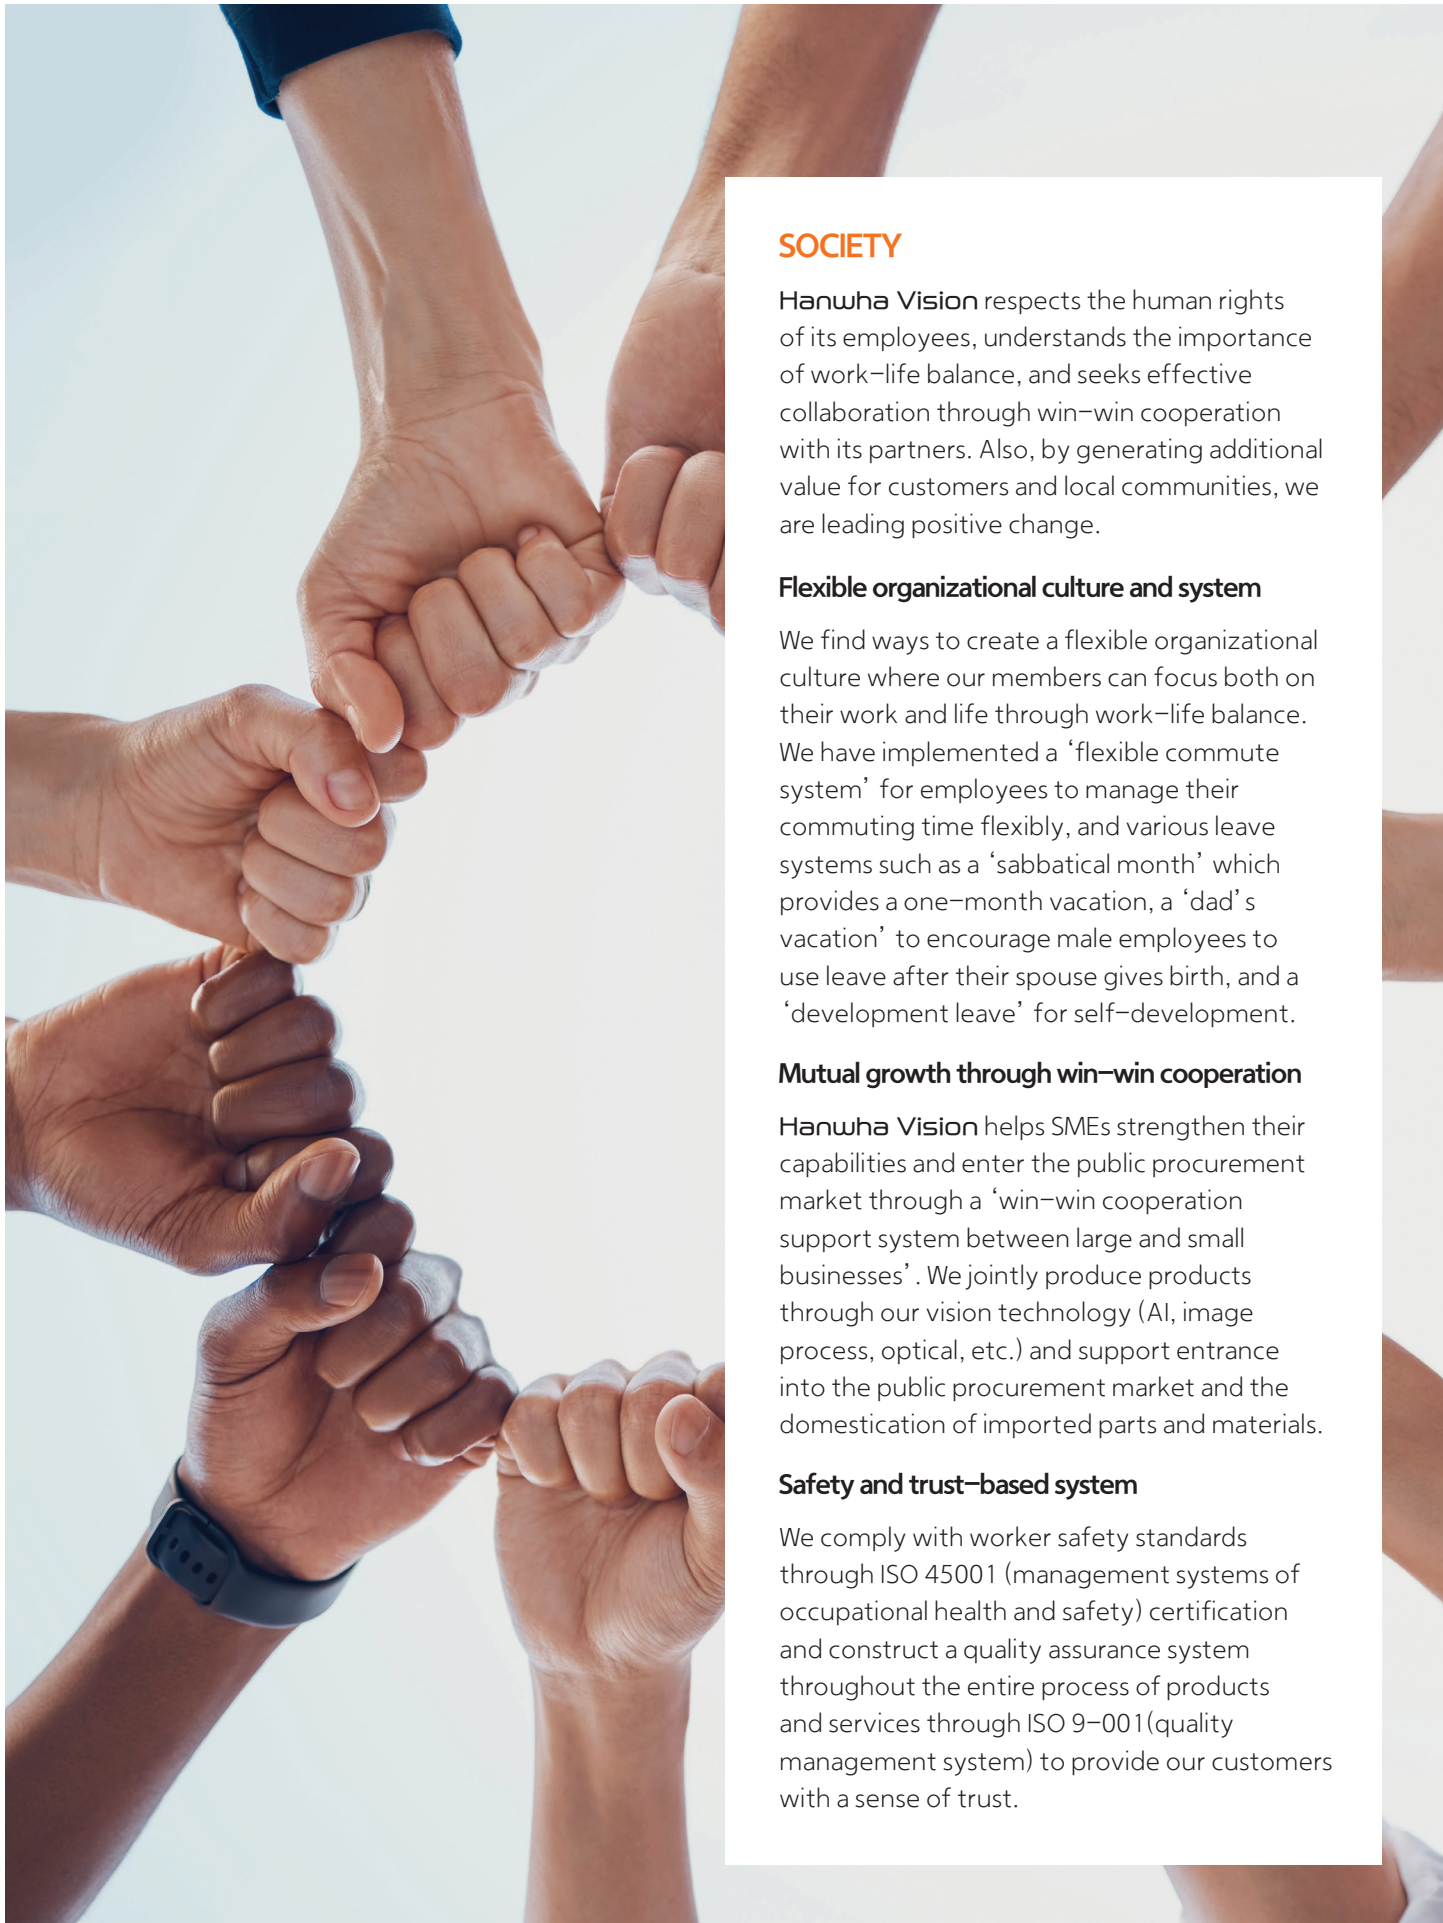 SOCIETY
Hanwha Vision respects the human rights
of its employees, understands the importance
of work-life balance, and seeks effective
collaboration through win-win cooperation
with its partners. Also, by generating additional
value for customers and local communities, we
are leading positive change.
Flexible organizational culture and system
We find ways to create a flexible organizational
culture where our members can focus both on
their work and life through work-life balance.
We have implemented a ‘flexible commute
system’ for employees to manage their
commuting time flexibly, and various leave
systems such as a ‘sabbatical month’ which
provides a one-month vacation, a ‘dad’s
vacation’ to encourage male employees to
use leave after their spouse gives birth, and a
‘development leave’ for self-development.
Mutual growth through win-win cooperation
Hanwha Vision helps SMEs strengthen their
capabilities and enter the public procurement
market through a ‘win-win cooperation
support system between large and small
businesses’. We jointly produce products
through our vision technology (AI, image
process, optical, etc.) and support entrance
into the public procurement market and the
domestication of imported parts and materials.
Safety and trust-based system
We comply with worker safety standards
through ISO 45001 (management systems of
occupational health and safety) certification
and construct a quality assurance system
throughout the entire process of products
and services through ISO 9-001(quality
management system) to provide our customers
with a sense of trust.